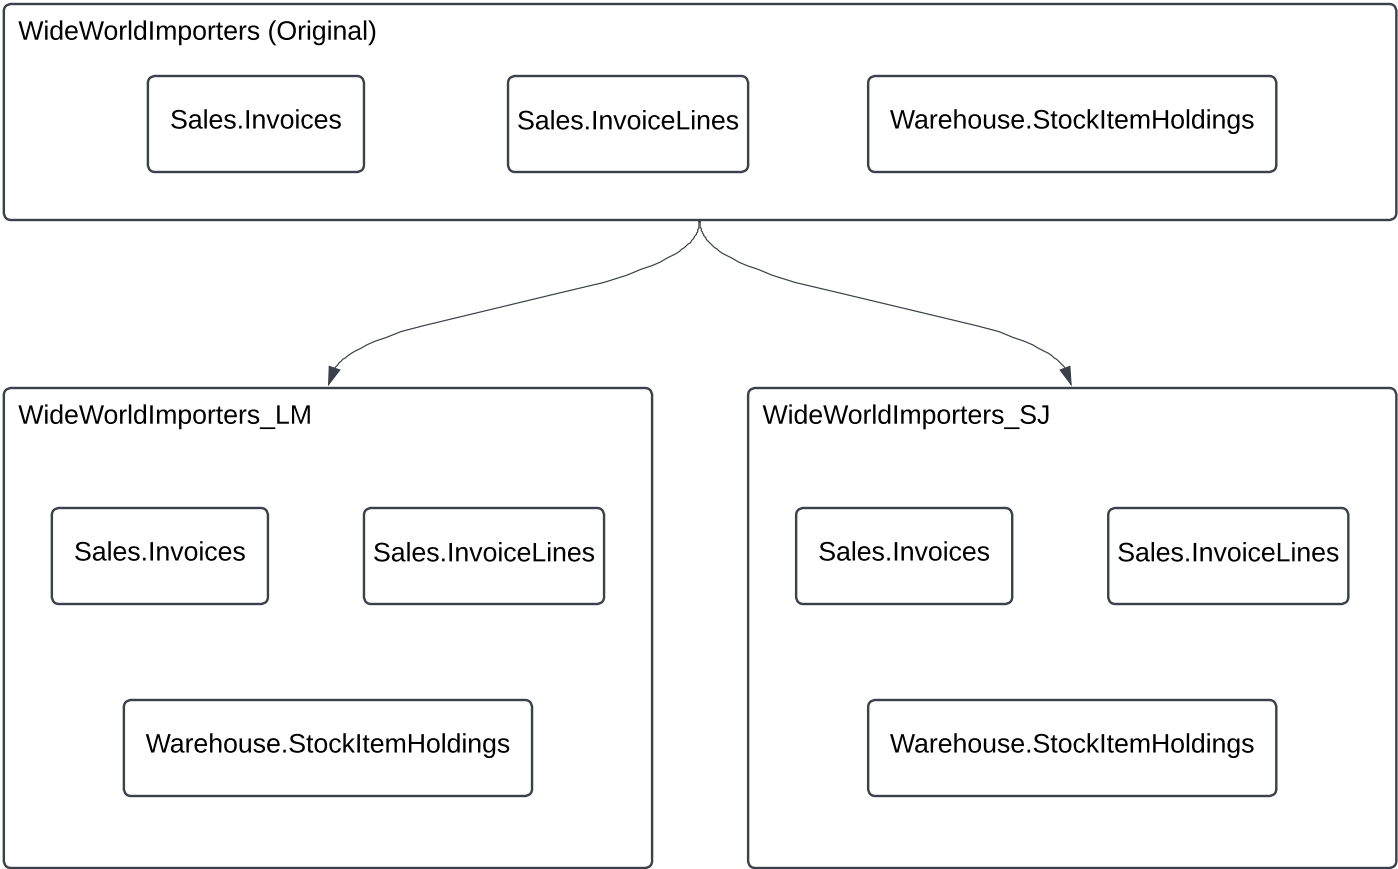 WideWorldImporters (Original)
Sales.Invoices
Sales.InvoiceLines
Warehouse.StockItemHoldings
WideWorldImporters_LM
Sales.Invoices
Sales.InvoiceLines
Warehouse.StockItemHoldings
WideWorldImporters_SJ
Sales.Invoices
Sales.InvoiceLines
Warehouse.StockItemHoldings